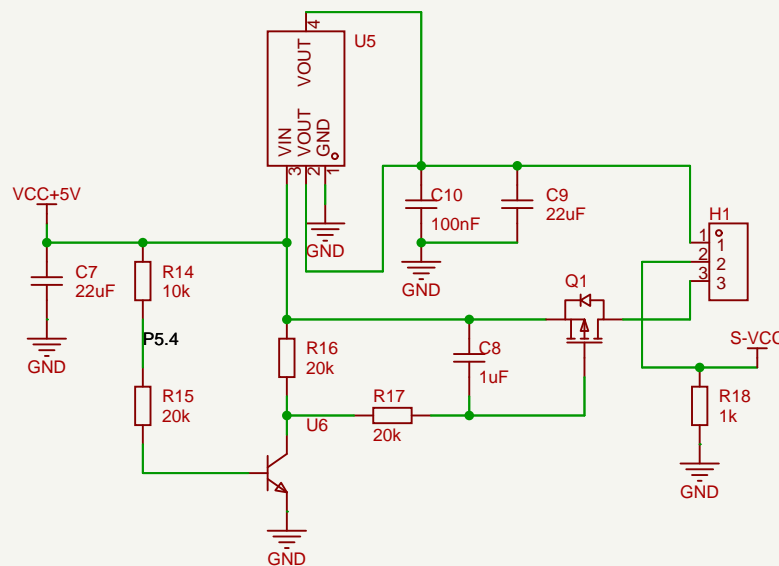 4
U5
VOUT
VIN
VOUT
GND
3
2
1
VCC+5V
C10
100nF
C9
22uF
H1
GND
1
1
2
2
3
3
C7
22uF
R14
10k
GND
Q1
P5.4
GND
R16
20k
C8
1uF
S-VCC
R15
20k
R17
20k
R18
1k
U6
GND
GND